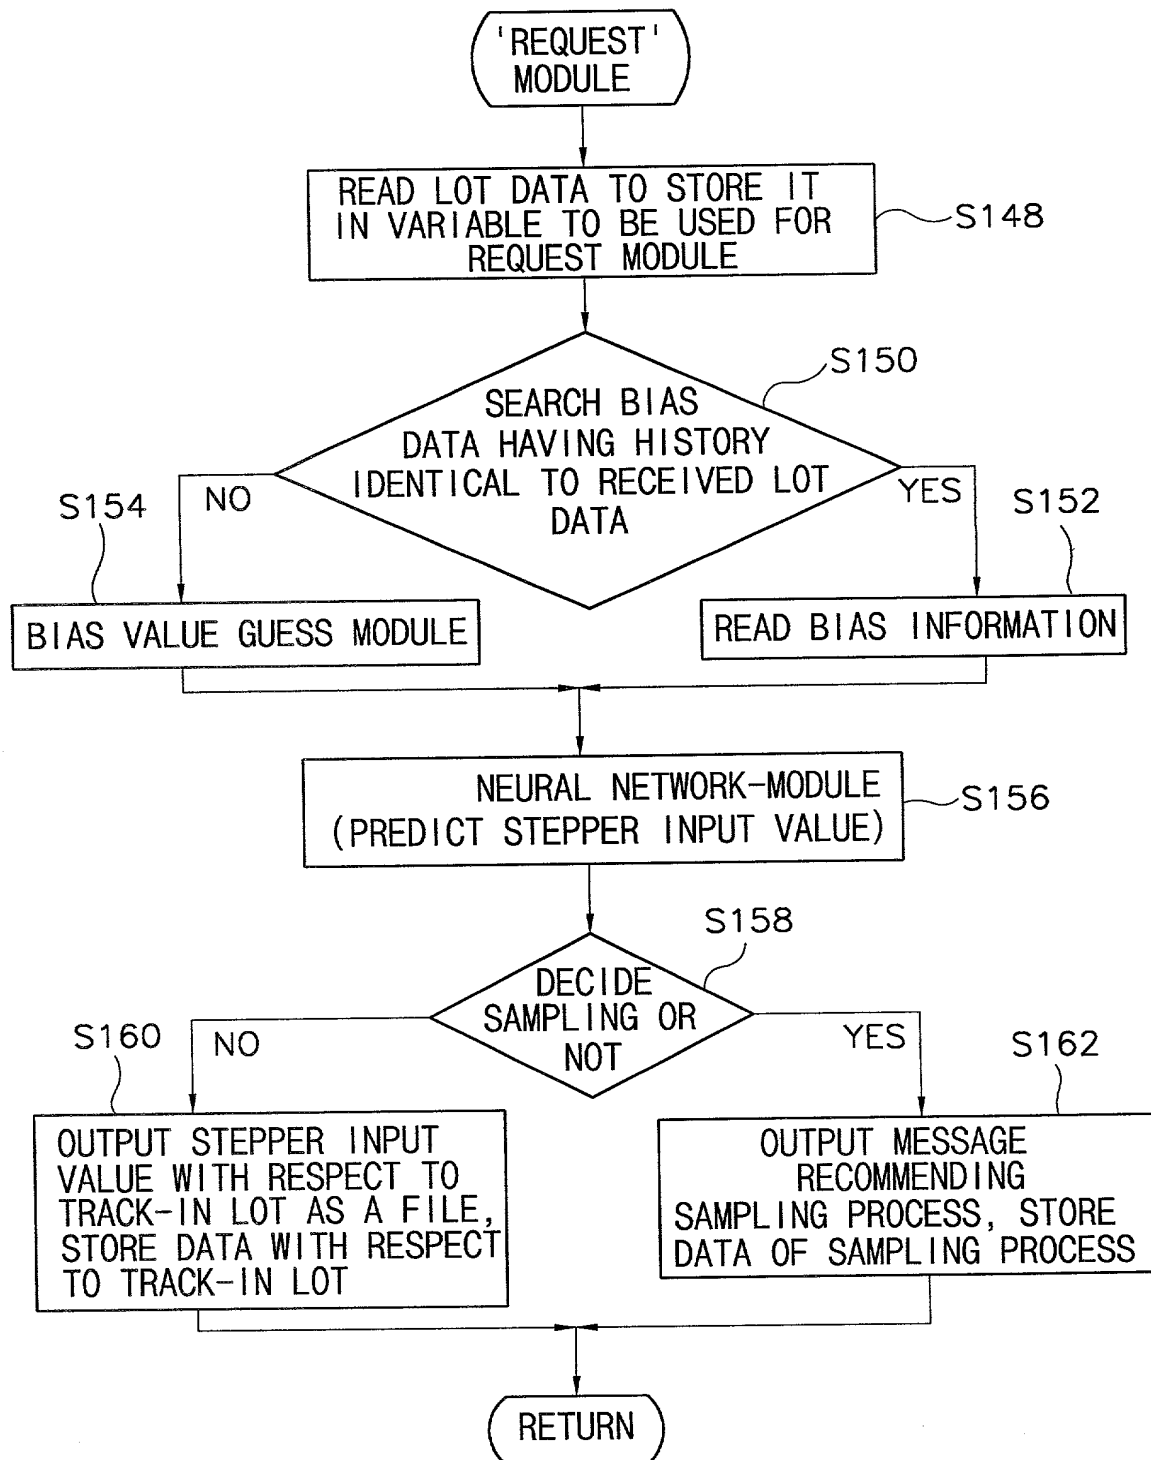 'REQUEST'
MODULE
READ LOT DATA TO STORE IT
IN VARIABLE TO BE USED FOR
REQUEST MODULE
S148
S150
SEARCH BIAS
DATA HAVING HISTORY
IDENTICAL TO RECEIVED LOT
DATA
NO
YES
S154
S152
BIAS VALUE GUESS MODULE
READ BIAS INFORMATION
NEURAL NETWORK-MODULE
(PREDICT STEPPER INPUT VALUE)
S156
S158
DECIDE
SAMPLING OR
NOT
NO
YES
S160
S162
OUTPUT STEPPER INPUT
VALUE WITH RESPECT TO
TRACK-IN LOT AS A FILE,
STORE DATA WITH RESPECT
TO TRACK-IN LOT
OUTPUT MESSAGE
RECOMMENDING
SAMPLING PROCESS, STORE
DATA OF SAMPLING PROCESS
RETURN